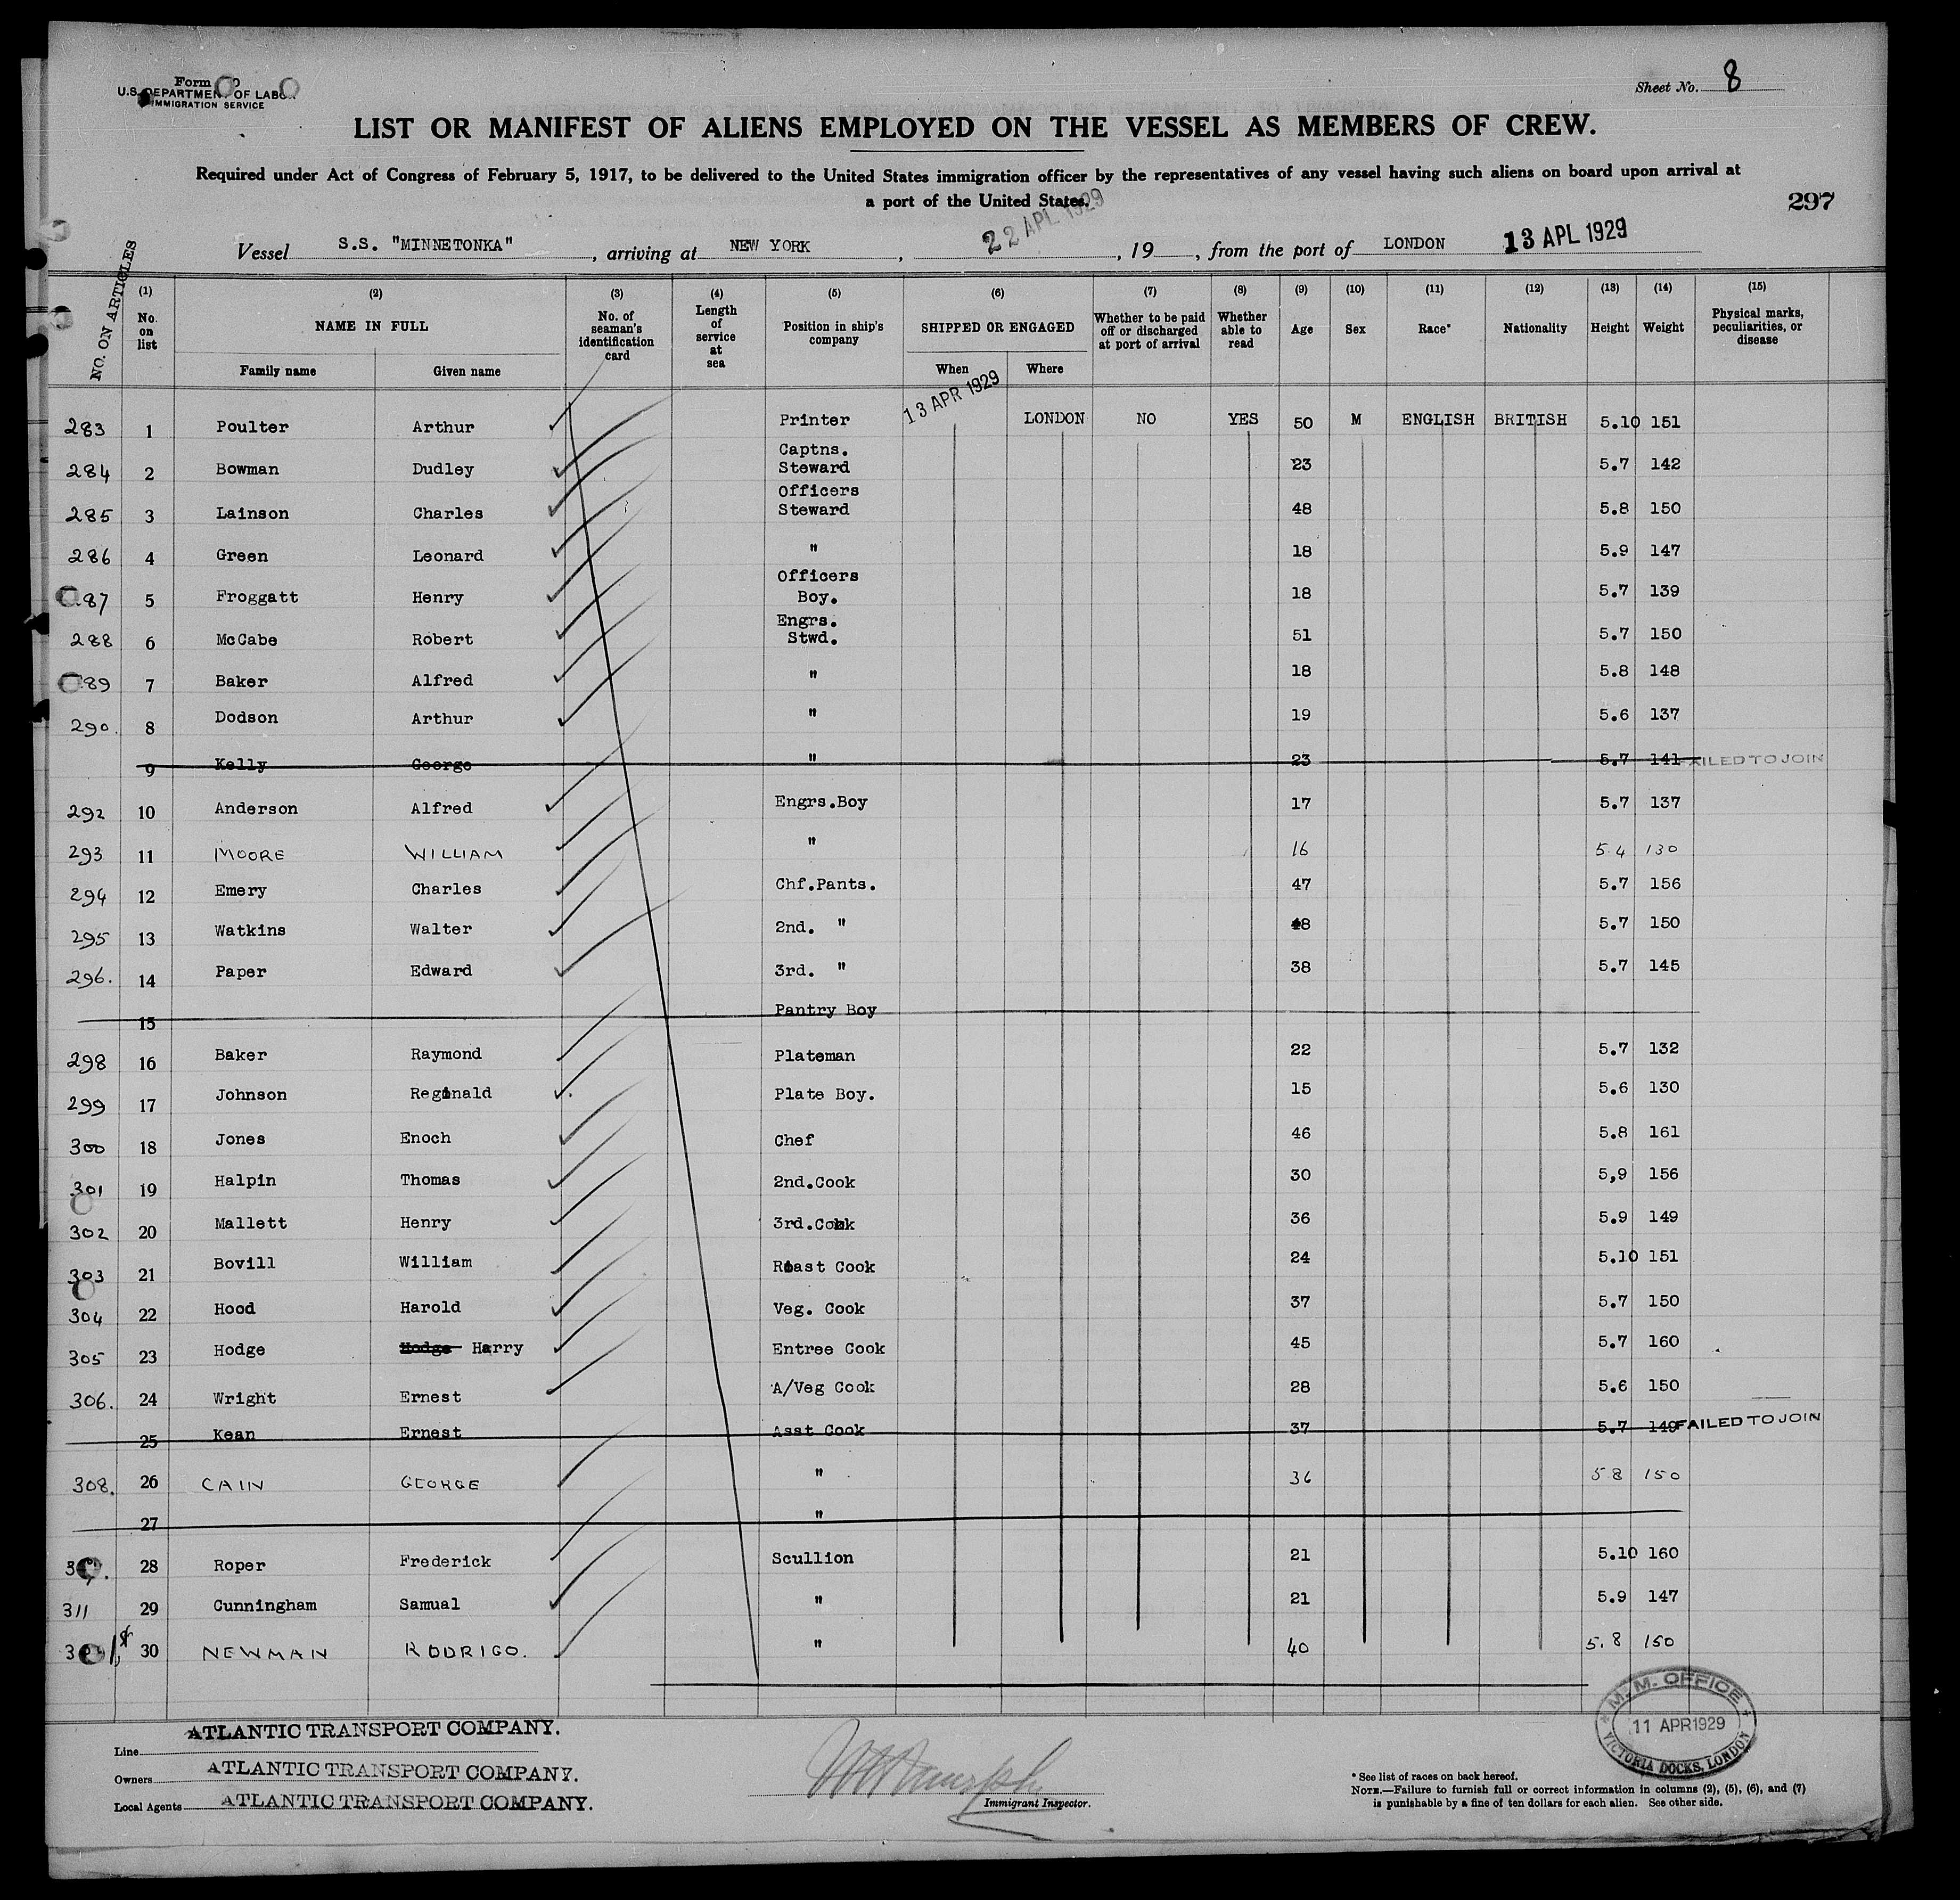 Form
U.S. DEPARTMENT OF LABOR
IMMIGRATION SERVICE
Sheet No. 8
LIST OR MANIFEST OF ALIENS EMPLOYED ON THE VESSEL AS MEMBERS OF CREW.
Required under Act of Congress of February 5, 1917, to be delivered to the United States immigration officer by the representatives of any vessel having such aliens on board upon arrival at
a port of the United States.
297
Vessel S.S. "MINNETONKA", arriving at NEW YORK, 22 APL 1929, 19, from the port of LONDON 13 APL 1929
NO. ON ARTICLES
(1) No. on list
(2) NAME IN FULL Family name Given name
(3) No. of seaman's identification card
(4) Length of service at sea
(5) Position in ship's company
(6) SHIPPED OR ENGAGED When Where
(7) Whether to be paid off or discharged at port of arrival
(8) Whether able to read
(9) Age
(10) Sex
(11) Race*
(12) Nationality
(13) Height
(14) Weight
(15) Physical marks, peculiarities, or disease
283 1 Poulter Arthur Printer 13 APR 1929 LONDON NO YES 50 M ENGLISH BRITISH 5.10 151
284 2 Bowman Dudley Captns. Steward 23 5.7 142
285 3 Lainson Charles Officers Steward 48 5.8 150
286 4 Green Leonard " 18 5.9 147
87 5 Froggatt Henry Officers Boy. 18 5.7 139
288 6 McCabe Robert Engrs. Stwd. 51 5.7 150
89 7 Baker Alfred " 18 5.8 148
290. 8 Dodson Arthur " 19 5.6 137
9 Kelly George " 23 5.7 141 FAILED TO JOIN
292 10 Anderson Alfred Engrs.Boy 17 5.7 137
293 11 MOORE WILLIAM " 16 5 4 130
294 12 Emery Charles Chf.Pants. 47 5.7 156
295 13 Watkins Walter 2nd. " 48 5.7 150
296. 14 Paper Edward 3rd. " 38 5.7 145
15 Pantry Boy
298 16 Baker Raymond Plateman 22 5.7 132
299 17 Johnson Reginald Plate Boy. 15 5.6 130
300 18 Jones Enoch Chef 46 5.8 161
301 19 Halpin Thomas 2nd.Cook 30 5,9 156
302 20 Mallett Henry 3rd.Cook 36 5.9 149
303 21 Bovill William Roast Cook 24 5.10 151
304 22 Hood Harold Veg. Cook 37 5.7 150
305 23 Hodge Hodge Harry Entree Cook 45 5.7 160
306. 24 Wright Ernest A/Veg Cook 28 5.6 150
25 Kean Ernest Asst Cook 37 5.7 149 FAILED TO JOIN
308. 26 CAIN GEORGE " 36 5 8 150
27 "
28 Roper Frederick Scullion 21 5.10 160
311 29 Cunningham Samual " 21 5.9 147
30 NEWMAN RODRIGO. " 40 5.8 150
Line ATLANTIC TRANSPORT COMPANY.
Owners ATLANTIC TRANSPORT COMPANY.
Local Agents ATLANTIC TRANSPORT COMPANY.
Immigrant Inspector.
M.M. OFFICE
11 APR 1929
VICTORIA DOCKS, LONDON
* See list of races on back hereof.
NOTE.—Failure to furnish full or correct information in columns (2), (5), (6), and (7)
is punishable by a fine of ten dollars for each alien. See other side.